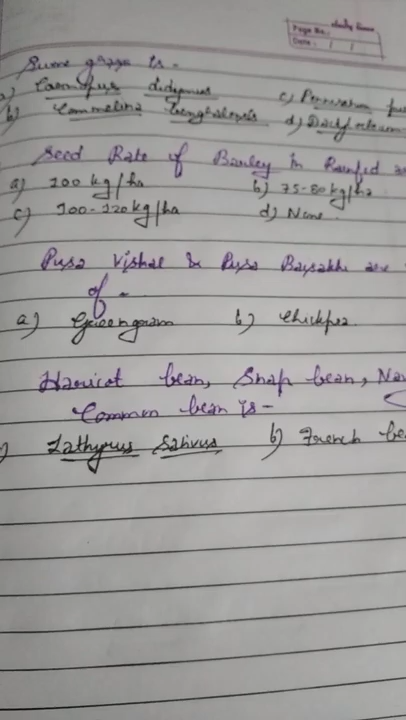 Page No.
Date :
Swine grass is -
a) Coronopus didymus
c) Pennisetum
b) Commelina benghalensis
d) Dactyloctenium
Seed Rate of Barley in Rainfed
a) 100 kg/ha
b) 75-80 kg/ha
c) 100-120 kg/ha
d) None.
Pusa Vishal & Pusa Baisakhi are
of -
a) Greengram
b) Chickpea.
Haricot bean, Snap bean,
Common bean is -
Lathyrus Sativus
b) French